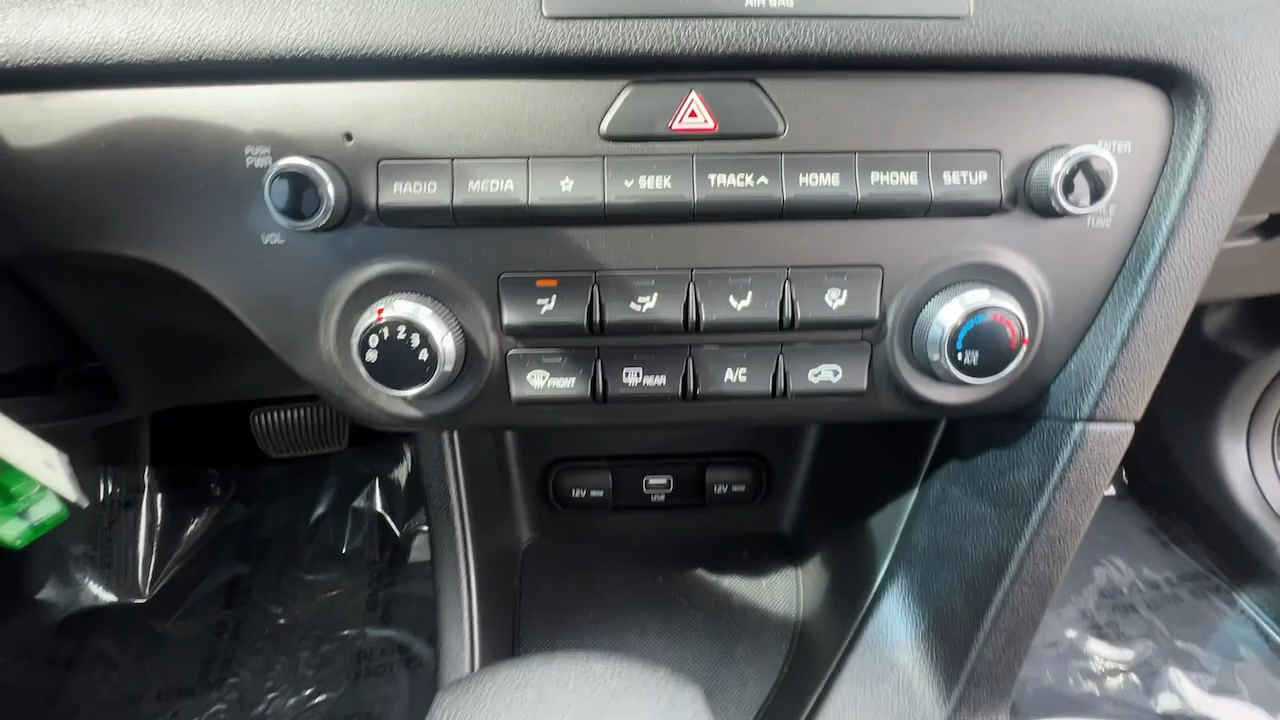 AIR BAG
PUSH
PWR
VOL
RADIO
MEDIA
SEEK
TRACK
HOME
PHONE
SETUP
ENTER
TUNE
0 1 2 3 4
FRONT
REAR
A/C
MAX
A/C
12V
USB
12V